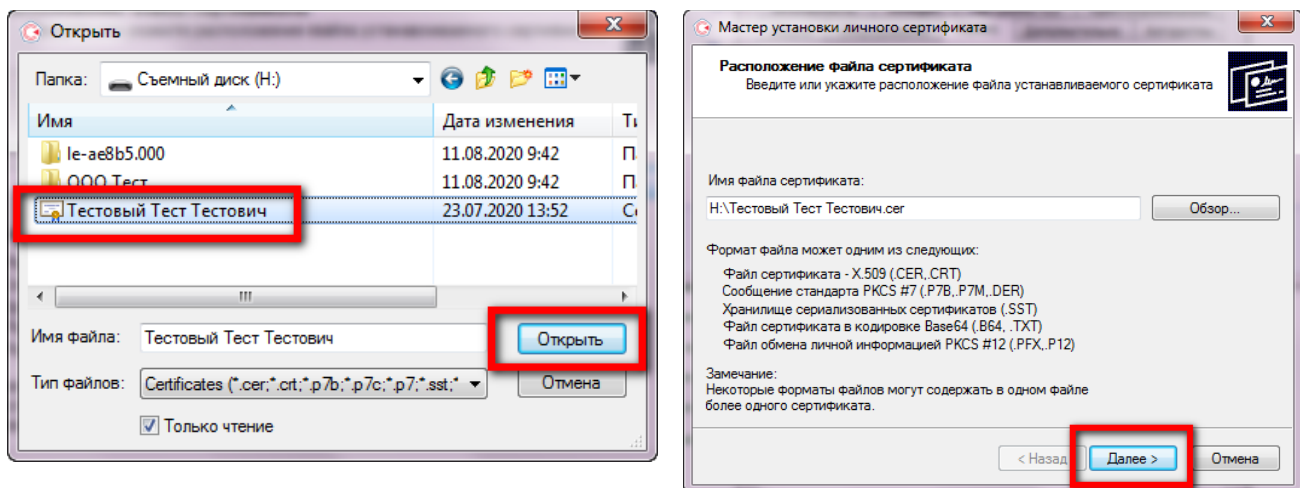 Открыть
Папка: Съемный диск (H:)
Имя Дата изменения
le-ae8b5.000 11.08.2020 9:42
ООО Тест 11.08.2020 9:42
Тестовый Тест Тестович 23.07.2020 13:52
Имя файла: Тестовый Тест Тестович Открыть
Тип файлов: Certificates (*.cer;*.crt;*.p7b;*.p7c;*.p7;*.sst;* Отмена
Только чтение
Мастер установки личного сертификата
Расположение файла сертификата
Введите или укажите расположение файла устанавливаемого сертификата
Имя файла сертификата:
H:\Тестовый Тест Тестович.cer Обзор...
Формат файла может одним из следующих:
Файл сертификата - X.509 (.CER,.CRT)
Сообщение стандарта PKCS #7 (.P7B,.P7M,.DER)
Хранилище сериализованных сертификатов (.SST)
Файл сертификата в кодировке Base64 (.B64, .TXT)
Файл обмена личной информацией PKCS #12 (.PFX,.P12)
Замечание:
Некоторые форматы файлов могут содержать в одном файле
более одного сертификата.
< Назад Далее > Отмена